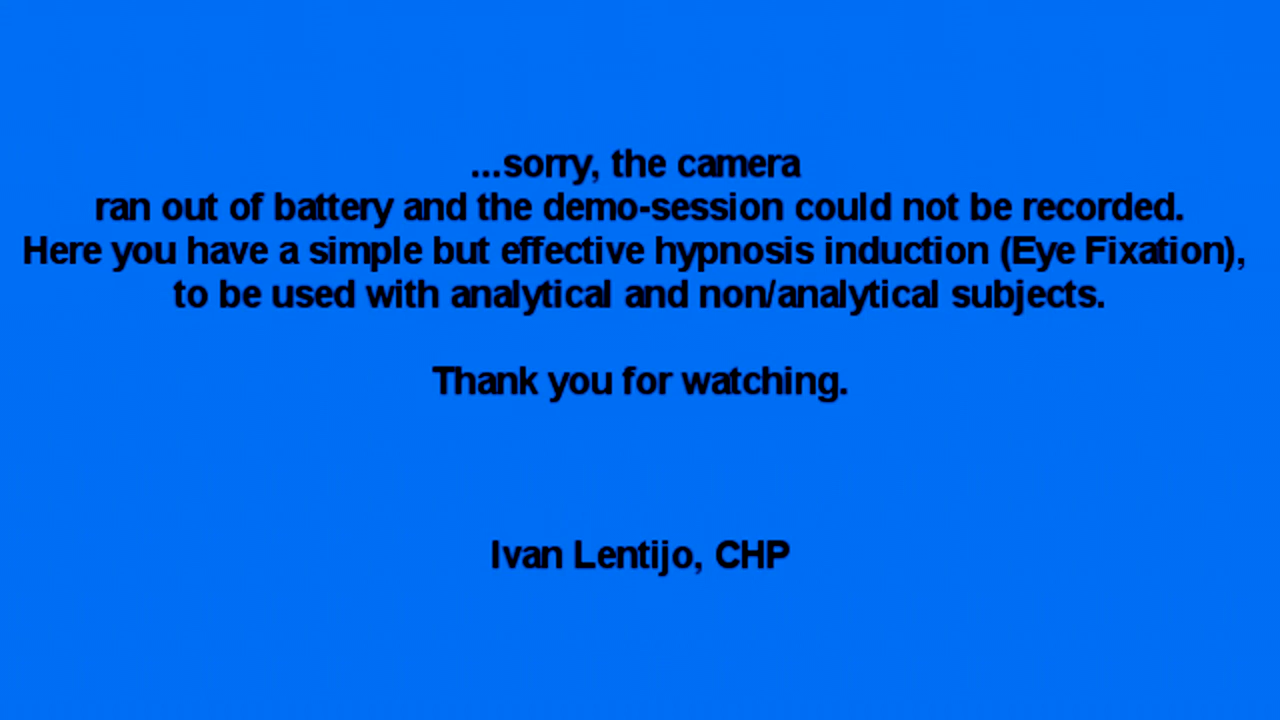 ...sorry, the camera
ran out of battery and the demo-session could not be recorded.
Here you have a simple but effective hypnosis induction (Eye Fixation),
to be used with analytical and non/analytical subjects.
Thank you for watching.
Ivan Lentijo, CHP